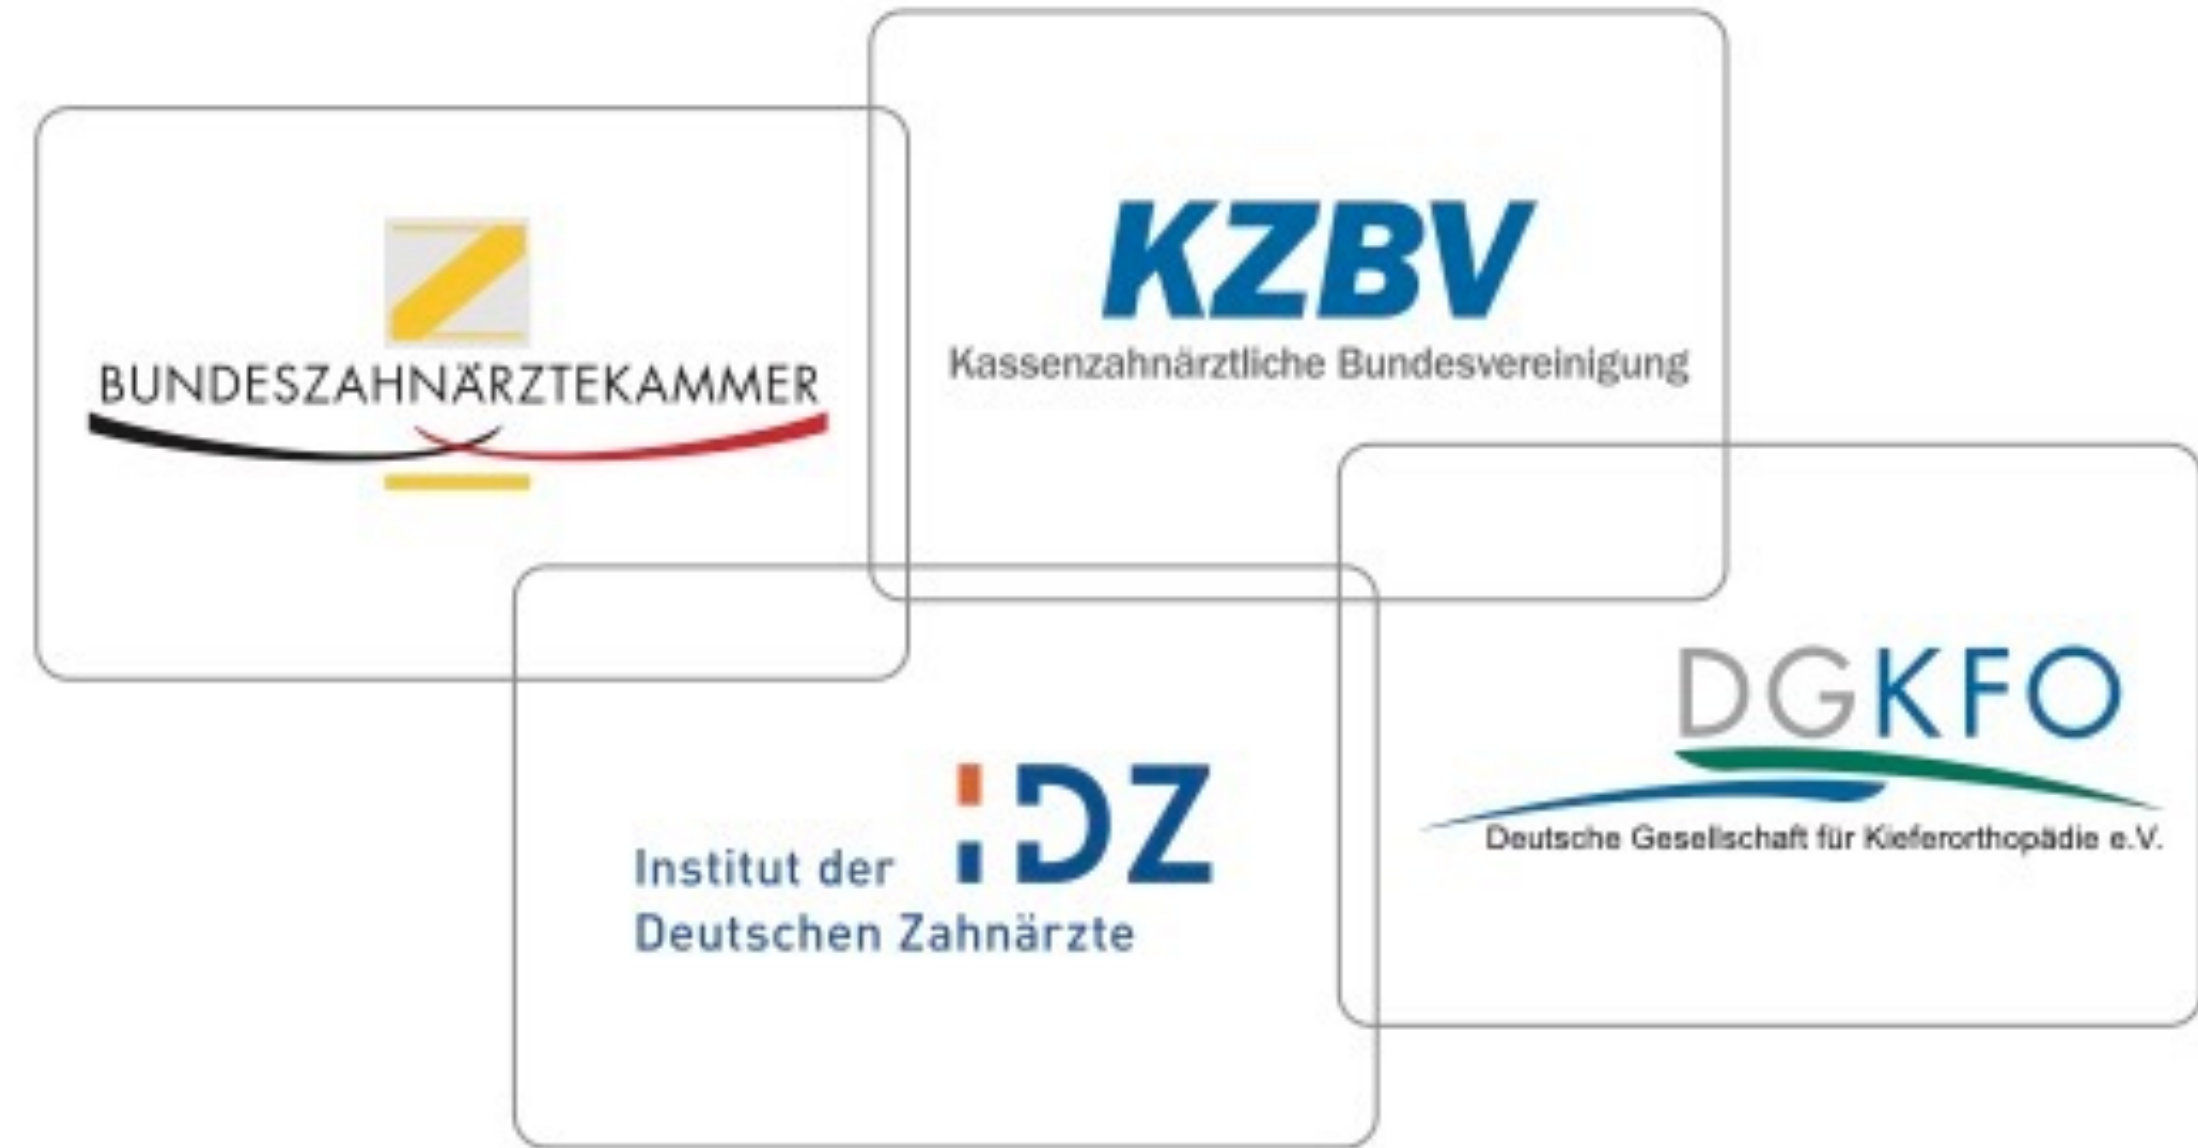 BUNDESZAHNÄRZTEKAMMER
KZBV
Kassenzahnärztliche Bundesvereinigung
IDZ
Institut der
Deutschen Zahnärzte
DGKFO
Deutsche Gesellschaft für Kieferorthopädie e.V.